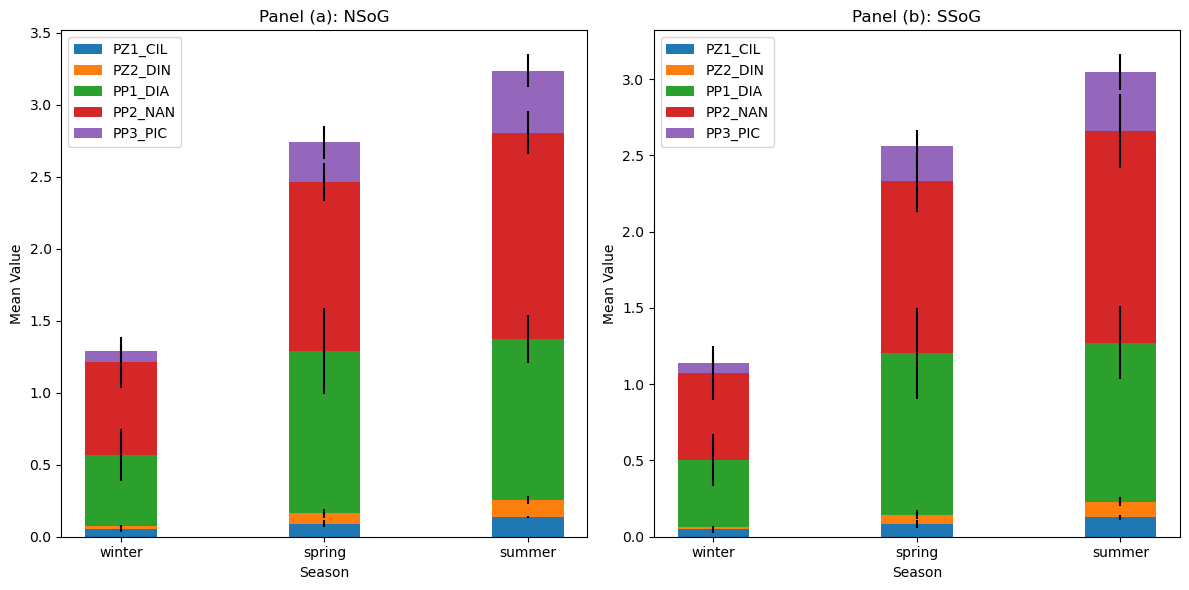 Panel (a): NSoG
3.5
3.0
2.5
2.0
1.5
1.0
0.5
0.0
Mean Value
PZ1_CIL
PZ2_DIN
PP1_DIA
PP2_NAN
PP3_PIC
winter
spring
summer
Season
Panel (b): SSoG
3.0
2.5
2.0
1.5
1.0
0.5
0.0
Mean Value
PZ1_CIL
PZ2_DIN
PP1_DIA
PP2_NAN
PP3_PIC
winter
spring
summer
Season